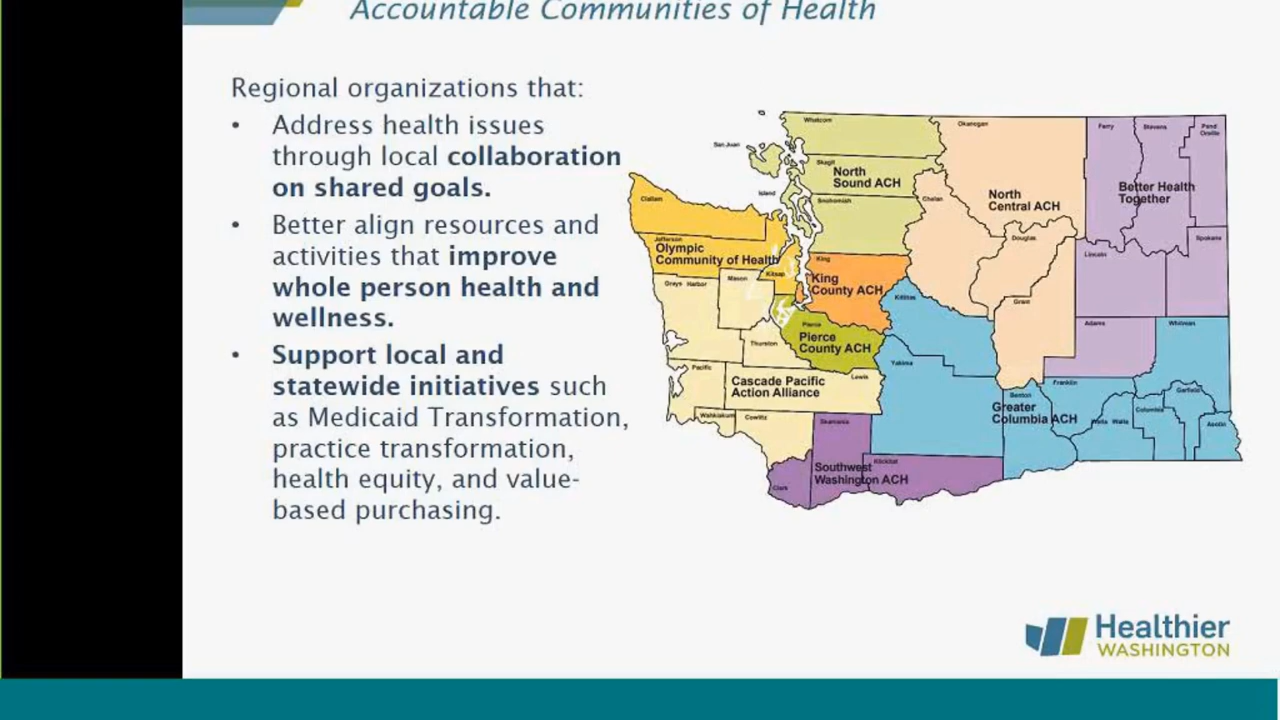 Accountable Communities of Health
Regional organizations that:
• Address health issues
through local collaboration
on shared goals.
• Better align resources and
activities that improve
whole person health and
wellness.
• Support local and
statewide initiatives such
as Medicaid Transformation,
practice transformation,
health equity, and value-
based purchasing.
Whatcom
San Juan
Skagit
North
Sound ACH
Island
Snohomish
Okanogan
Chelan
North
Central ACH
Douglas
Grant
Ferry
Stevens
Pend
Oreille
Better Health
Together
Spokane
Lincoln
Adams
Whitman
Clallam
Jefferson
Olympic
Community of Health
Kitsap
Mason
Grays Harbor
King
King
County ACH
Pierce
Pierce
County ACH
Kittitas
Yakima
Thurston
Pacific
Lewis
Cascade Pacific
Action Alliance
Wahkiakum
Cowlitz
Skamania
Clark
Klickitat
Southwest
Washington ACH
Benton
Franklin
Greater
Columbia ACH
Walla Walla
Columbia
Garfield
Asotin
Healthier
WASHINGTON